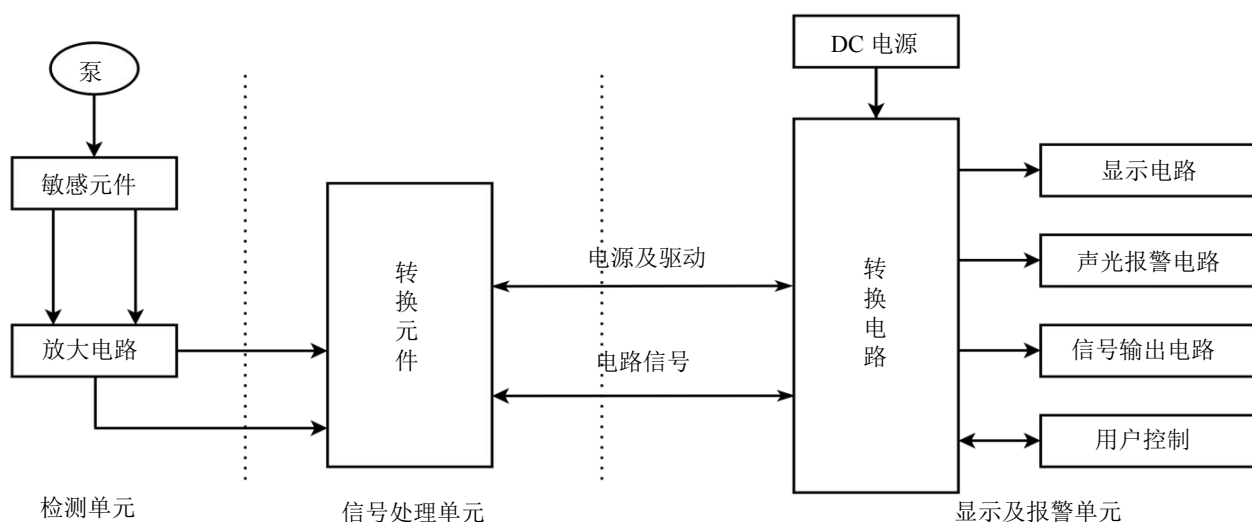 DC 电源
泵
敏感元件
显示电路
转换元件
电源及驱动
转换电路
声光报警电路
放大电路
电路信号
信号输出电路
用户控制
检测单元
信号处理单元
显示及报警单元